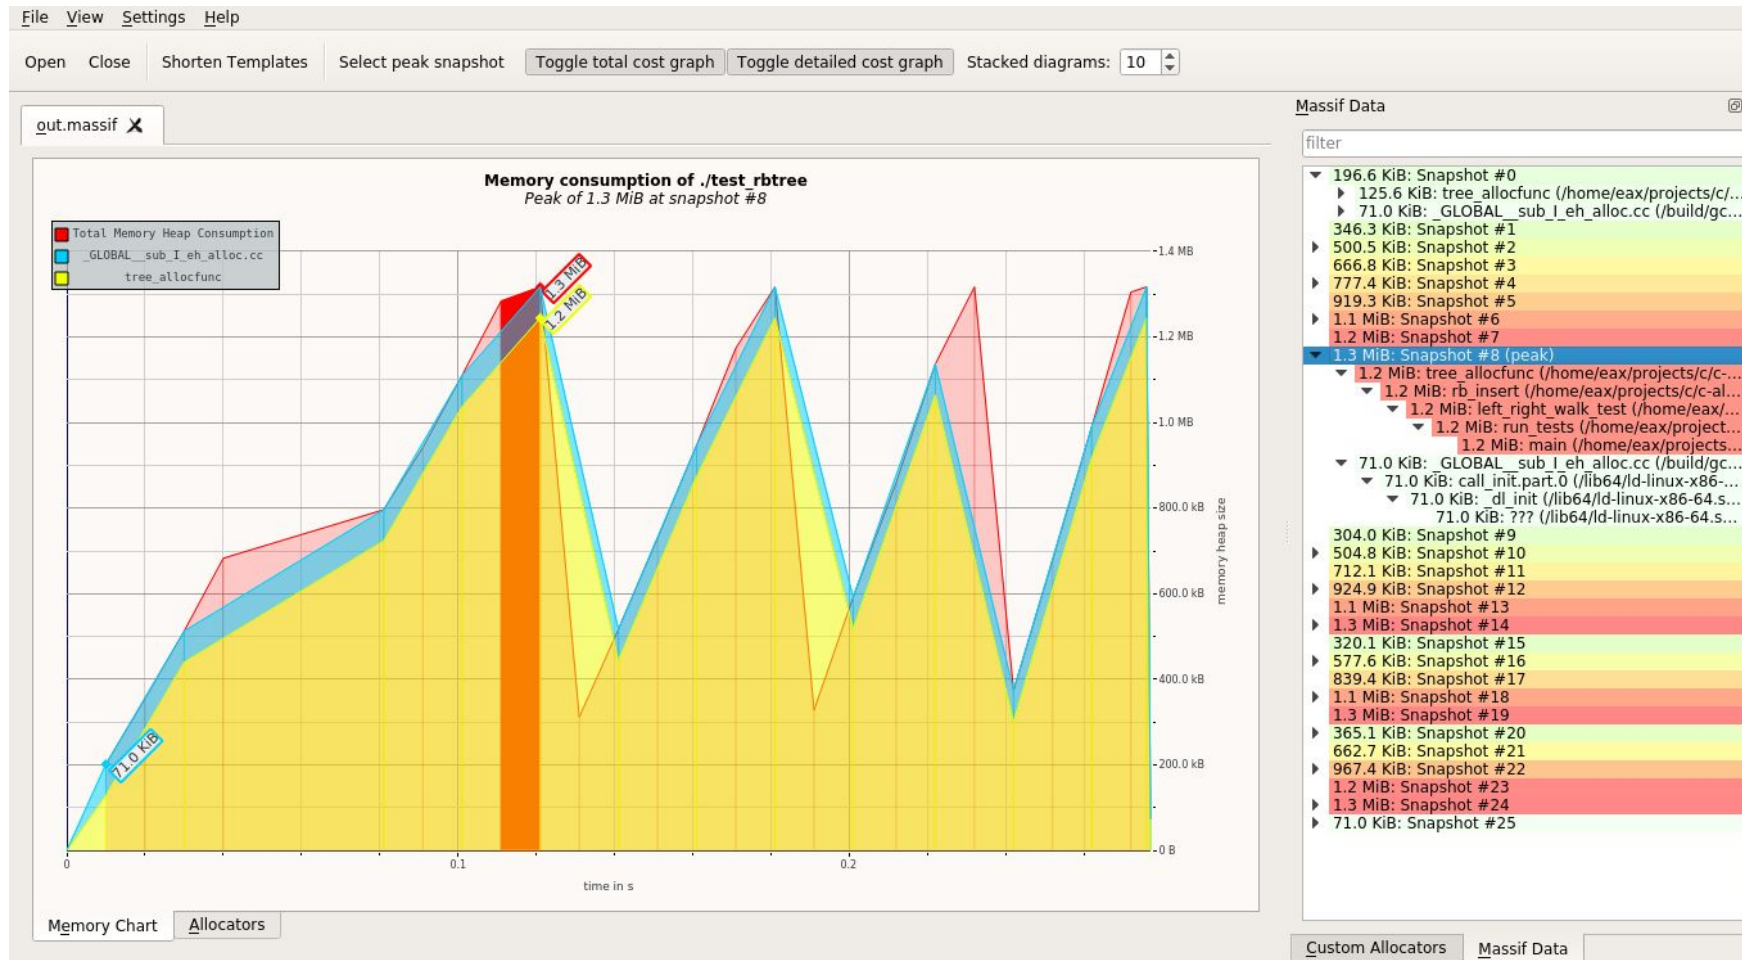 File View Settings Help
Open Close Shorten Templates Select peak snapshot Toggle total cost graph Toggle detailed cost graph Stacked diagrams: 10
out.massif
Memory consumption of ./test_rbtree
Peak of 1.3 MiB at snapshot #8
Total Memory Heap Consumption
_GLOBAL__sub_I_eh_alloc.cc
tree_allocfunc
1.3 MiB
1.2 MiB
71.0 KiB
1.4 MB
1.2 MB
1.0 MB
800.0 kB
600.0 kB
400.0 kB
200.0 kB
0 B
memory heap size
0 0.1 0.2
time in s
Memory Chart Allocators
Massif Data
filter
196.6 KiB: Snapshot #0
125.6 KiB: tree_allocfunc (/home/eax/projects/c/...
71.0 KiB: _GLOBAL__sub_I_eh_alloc.cc (/build/gc...
346.3 KiB: Snapshot #1
500.5 KiB: Snapshot #2
666.8 KiB: Snapshot #3
777.4 KiB: Snapshot #4
919.3 KiB: Snapshot #5
1.1 MiB: Snapshot #6
1.2 MiB: Snapshot #7
1.3 MiB: Snapshot #8 (peak)
1.2 MiB: tree_allocfunc (/home/eax/projects/c/c-...
1.2 MiB: rb_insert (/home/eax/projects/c/c-al...
1.2 MiB: left_right_walk_test (/home/eax/...
1.2 MiB: run_tests (/home/eax/project...
1.2 MiB: main (/home/eax/projects...
71.0 KiB: _GLOBAL__sub_I_eh_alloc.cc (/build/gc...
71.0 KiB: call_init.part.0 (/lib64/ld-linux-x86-...
71.0 KiB: _dl_init (/lib64/ld-linux-x86-64.s...
71.0 KiB: ??? (/lib64/ld-linux-x86-64.s...
304.0 KiB: Snapshot #9
504.8 KiB: Snapshot #10
712.1 KiB: Snapshot #11
924.9 KiB: Snapshot #12
1.1 MiB: Snapshot #13
1.3 MiB: Snapshot #14
320.1 KiB: Snapshot #15
577.6 KiB: Snapshot #16
839.4 KiB: Snapshot #17
1.1 MiB: Snapshot #18
1.3 MiB: Snapshot #19
365.1 KiB: Snapshot #20
662.7 KiB: Snapshot #21
967.4 KiB: Snapshot #22
1.2 MiB: Snapshot #23
1.3 MiB: Snapshot #24
71.0 KiB: Snapshot #25
Custom Allocators Massif Data